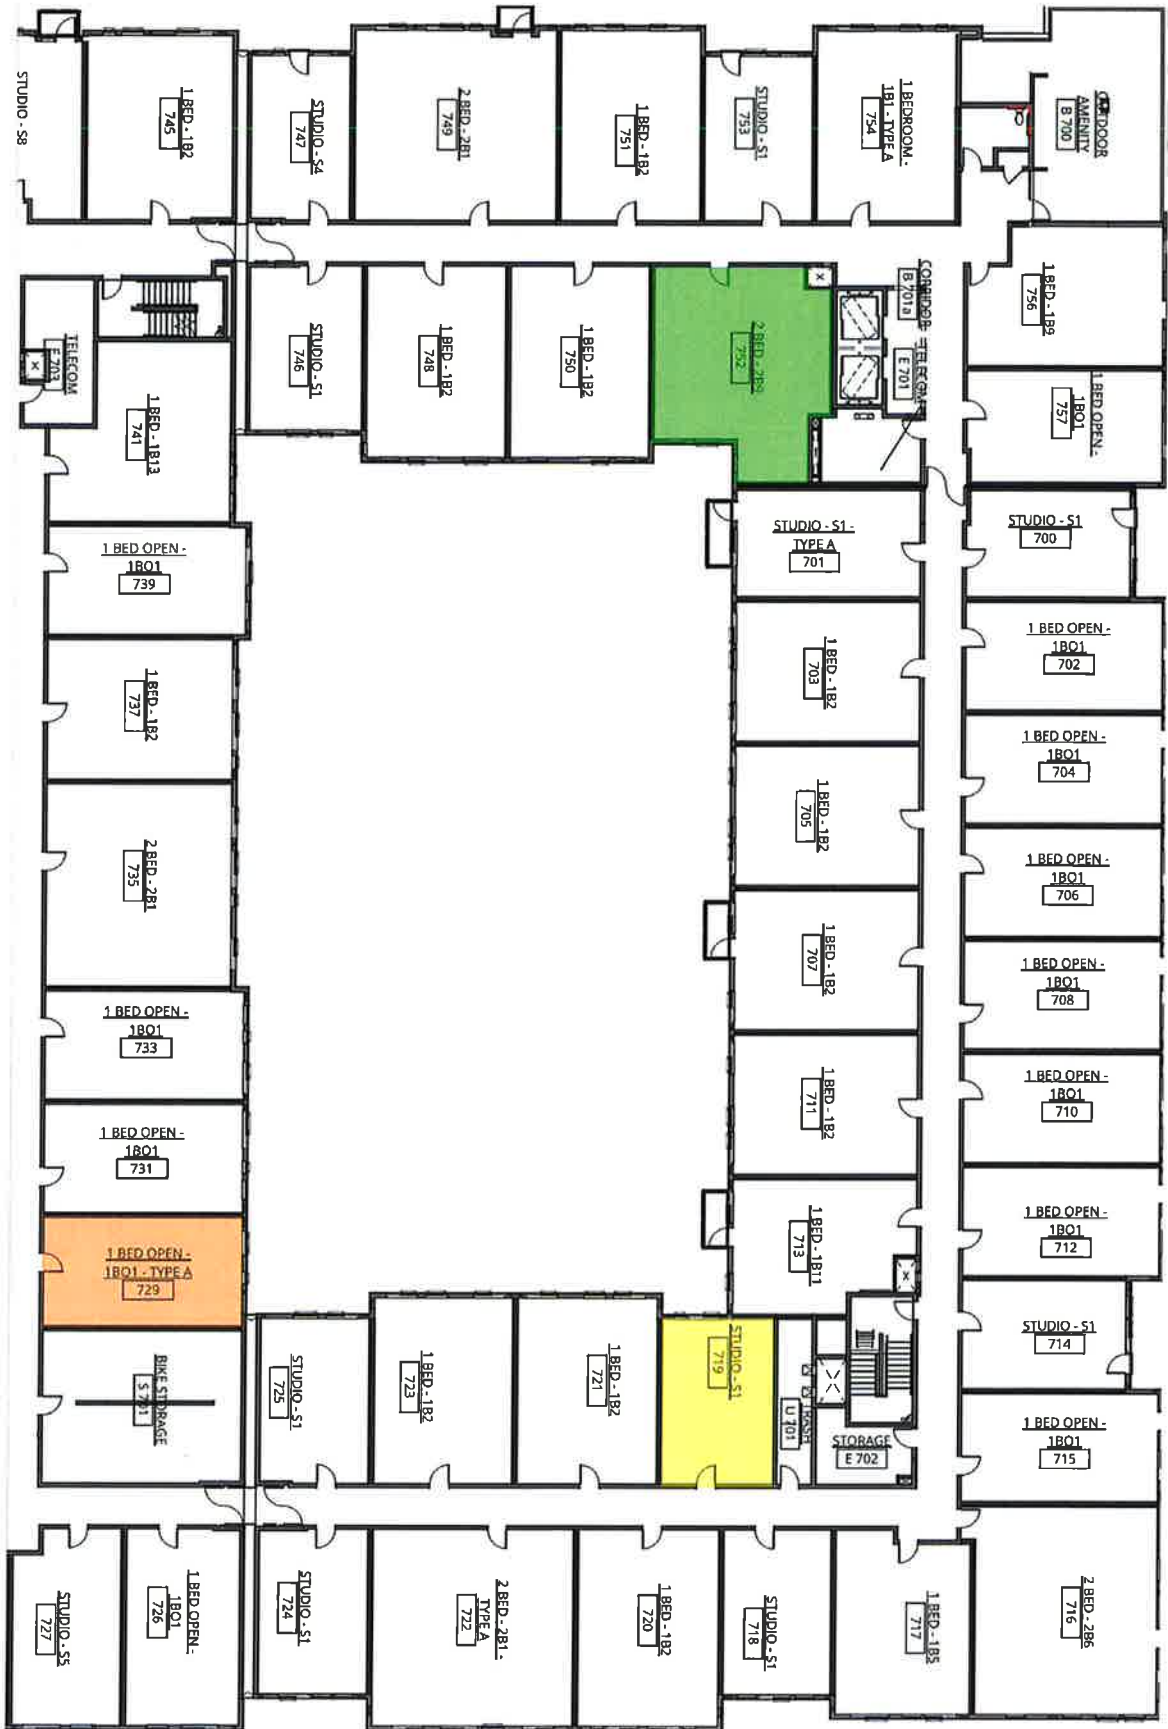 STUDIO - S8
1 BED - 1B2
745
STUDIO - S4
747
2 BED - 2B1
749
1 BED - 1B2
751
STUDIO - S1
753
1 BEDROOM -
1B1 - TYPE A
754
OUTDOOR
AMENITY
B 700
CORRIDOR
B 701a
TELECOM
E 701
1 BED - 1B9
756
1 BED OPEN -
1BO1
757
TELECOM
E 703
STUDIO - S1
746
1 BED - 1B2
748
1 BED - 1B2
750
2 BED - 2B9
752
1 BED - 1B13
741
STUDIO - S1 -
TYPE A
701
STUDIO - S1
700
1 BED OPEN -
1BO1
739
1 BED - 1B2
703
1 BED OPEN -
1BO1
702
1 BED - 1B2
737
1 BED - 1B2
705
1 BED OPEN -
1BO1
704
2 BED - 2B1
735
1 BED OPEN -
1BO1
706
1 BED - 1B2
707
1 BED OPEN -
1BO1
708
1 BED OPEN -
1BO1
733
1 BED - 1B2
711
1 BED OPEN -
1BO1
710
1 BED OPEN -
1BO1
731
1 BED - 1B11
713
1 BED OPEN -
1BO1
712
1 BED OPEN -
1BO1 - TYPE A
729
STUDIO - S1
714
BIKE STORAGE
S 701
STUDIO - S1
725
1 BED - 1B2
723
1 BED - 1B2
721
STUDIO - S1
719
TRASH
U 701
STORAGE
E 702
1 BED OPEN -
1BO1
715
STUDIO - S5
727
1 BED OPEN -
1BO1
726
STUDIO - S1
724
2 BED - 2B1 -
TYPE A
722
1 BED - 1B2
720
STUDIO - S1
718
1 BED - 1B5
717
2 BED - 2B6
716